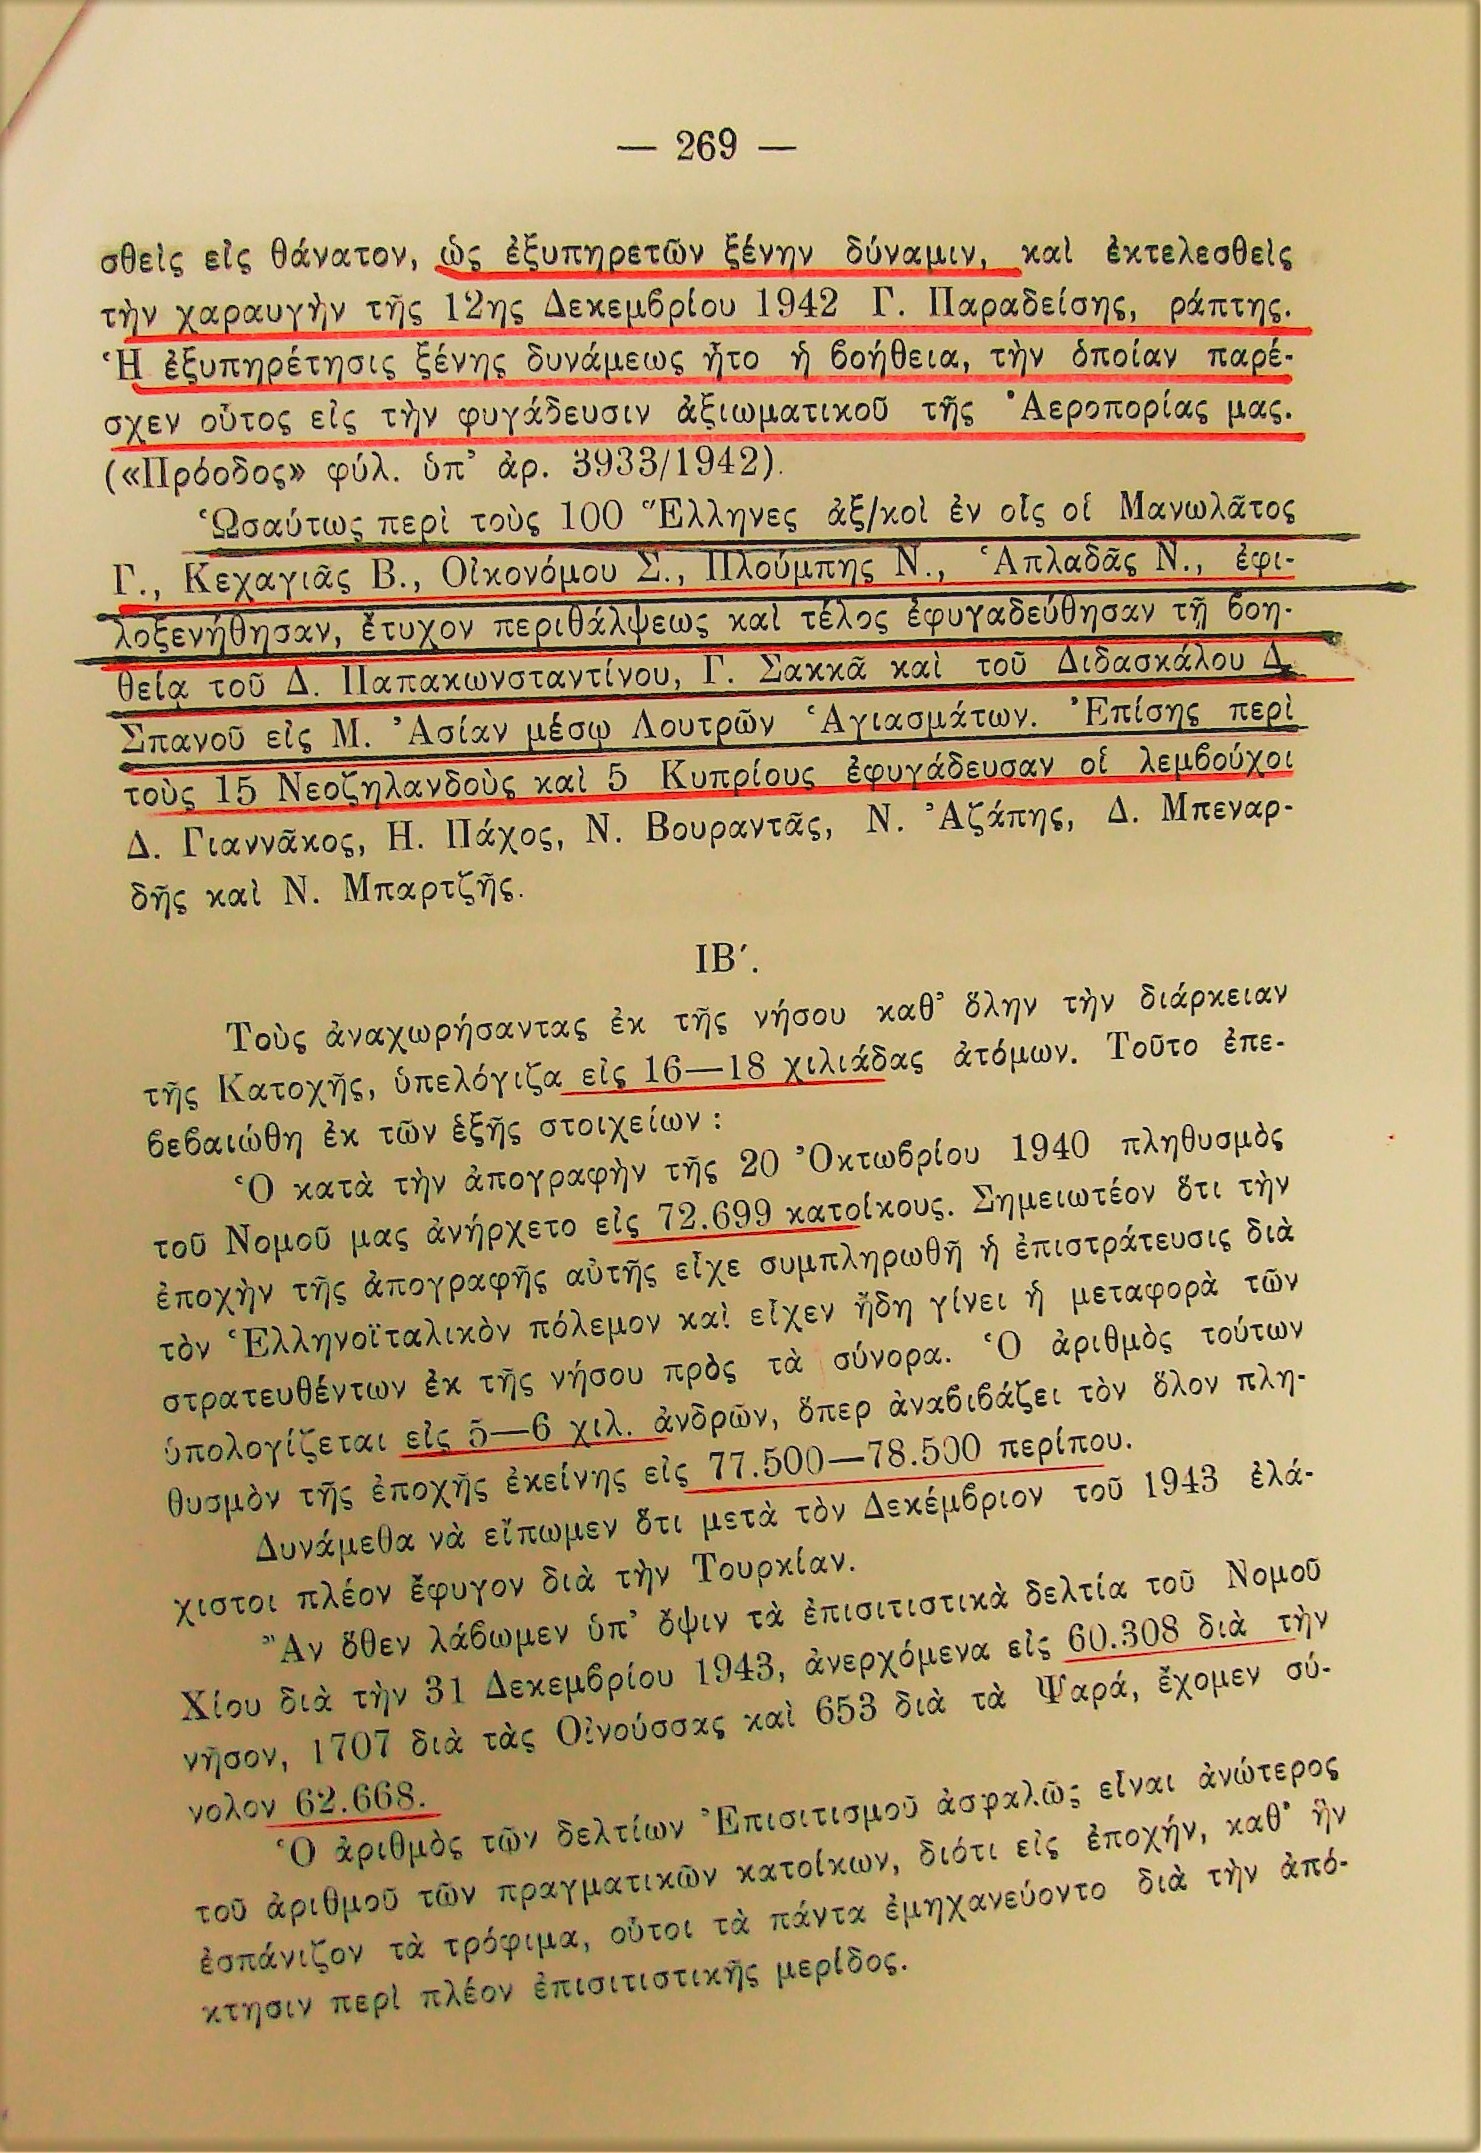 — 269 —
σθεὶς εἰς θάνατον, ὡς ἐξυπηρετῶν ξένην δύναμιν, καὶ ἐκτελεσθεὶς
τὴν χαραυγὴν τῆς 12ης Δεκεμβρίου 1942 Γ. Παραδείσης, ράπτης.
Ἡ ἐξυπηρέτησις ξένης δυνάμεως ἦτο ἡ βοήθεια, τὴν ὁποίαν παρέ-
σχεν οὗτος εἰς τὴν φυγάδευσιν ἀξιωματικοῦ τῆς Ἀεροπορίας μας.
(«Πρόοδος» φύλ. ὑπ’ ἀρ. 3933/1942).
Ὡσαύτως περὶ τοὺς 100 Ἕλληνες ἀξ/κοὶ ἐν οἷς οἱ Μανωλᾶτος
Γ., Κεχαγιᾶς Β., Οἰκονόμου Σ., Πλούμπης Ν., Ἁπλαδᾶς Ν., ἐφι-
λοξενήθησαν, ἔτυχον περιθάλψεως καὶ τέλος ἐφυγαδεύθησαν τῇ βοη-
θείᾳ τοῦ Δ. Παπακωνσταντίνου, Γ. Σακκᾶ καὶ τοῦ Διδασκάλου Δ.
Σπανοῦ εἰς Μ. Ἀσίαν μέσῳ Λουτρῶν Ἁγιασμάτων. Ἐπίσης περὶ
τοὺς 15 Νεοζηλανδοὺς καὶ 5 Κυπρίους ἐφυγάδευσαν οἱ λεμβούχοι
Δ. Γιαννᾶκος, Η. Πάχος, Ν. Βουραντᾶς, Ν. Ἀζάπης, Δ. Μπεναρ-
δῆς καὶ Ν. Μπαρτζῆς.
ΙΒ΄.
Τοὺς ἀναχωρήσαντας ἐκ τῆς νήσου καθ’ ὅλην τὴν διάρκειαν
τῆς Κατοχῆς, ὑπελόγιζα εἰς 16—18 χιλιάδας ἀτόμων. Τοῦτο ἐπε-
βεβαιώθη ἐκ τῶν ἑξῆς στοιχείων :
Ὁ κατὰ τὴν ἀπογραφὴν τῆς 20 Ὀκτωβρίου 1940 πληθυσμὸς
τοῦ Νομοῦ μας ἀνήρχετο εἰς 72.699 κατοίκους. Σημειωτέον ὅτι τὴν
ἐποχὴν τῆς ἀπογραφῆς αὐτῆς εἶχε συμπληρωθῆ ἡ ἐπιστράτευσις διὰ
τὸν Ἑλληνοϊταλικὸν πόλεμον καὶ εἶχεν ἤδη γίνει ἡ μεταφορὰ τῶν
στρατευθέντων ἐκ τῆς νήσου πρὸς τὰ σύνορα. Ὁ ἀριθμὸς τούτων
ὑπολογίζεται εἰς 5—6 χιλ. ἀνδρῶν, ὅπερ ἀναβιβάζει τὸν ὅλον πλη-
θυσμὸν τῆς ἐποχῆς ἐκείνης εἰς 77.500—78.500 περίπου.
Δυνάμεθα νὰ εἴπωμεν ὅτι μετὰ τὸν Δεκέμβριον τοῦ 1943 ἐλά-
χιστοι πλέον ἔφυγον διὰ τὴν Τουρκίαν.
Ἂν ὅθεν λάβωμεν ὑπ’ ὄψιν τὰ ἐπισιτιστικὰ δελτία τοῦ Νομοῦ
Χίου διὰ τὴν 31 Δεκεμβρίου 1943, ἀνερχόμενα εἰς 60.308 διὰ τὴν
νῆσον, 1707 διὰ τὰς Οἰνούσσας καὶ 653 διὰ τὰ Ψαρά, ἔχομεν σύ-
νολον 62.668.
Ὁ ἀριθμὸς τῶν δελτίων Ἐπισιτισμοῦ ἀσφαλῶς εἶναι ἀνώτερος
τοῦ ἀριθμοῦ τῶν πραγματικῶν κατοίκων, διότι εἰς ἐποχήν, καθ’ ἣν
ἐσπάνιζον τὰ τρόφιμα, οὗτοι τὰ πάντα ἐμηχανεύοντο διὰ τὴν ἀπό-
κτησιν περὶ πλέον ἐπισιτιστικῆς μερίδος.